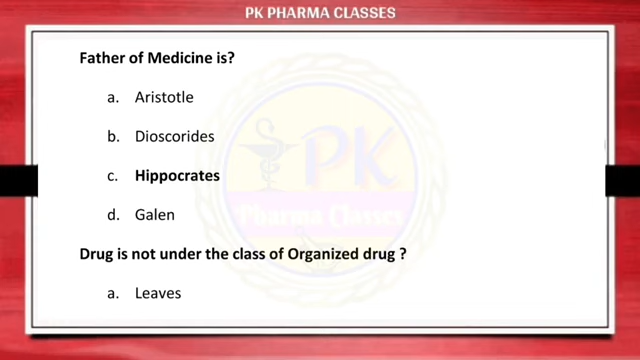 PK PHARMA CLASSES
Father of Medicine is?
a. Aristotle
b. Dioscorides
c. Hippocrates
d. Galen
PK
Pharma Classes
Drug is not under the class of Organized drug ?
a. Leaves